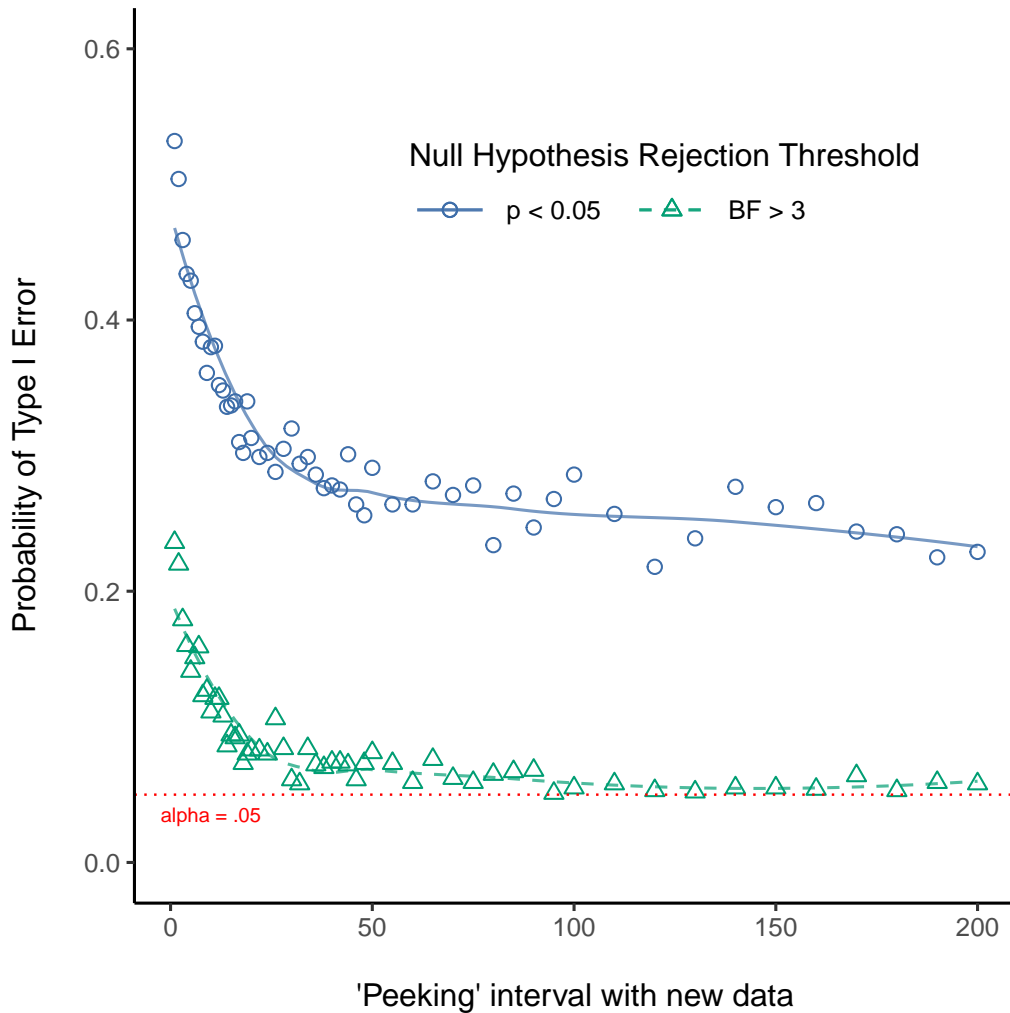 0.6
0.4
0.2
0.0
Probability of Type I Error
Null Hypothesis Rejection Threshold
p < 0.05 BF > 3
alpha = .05
0 50 100 150 200
'Peeking' interval with new data